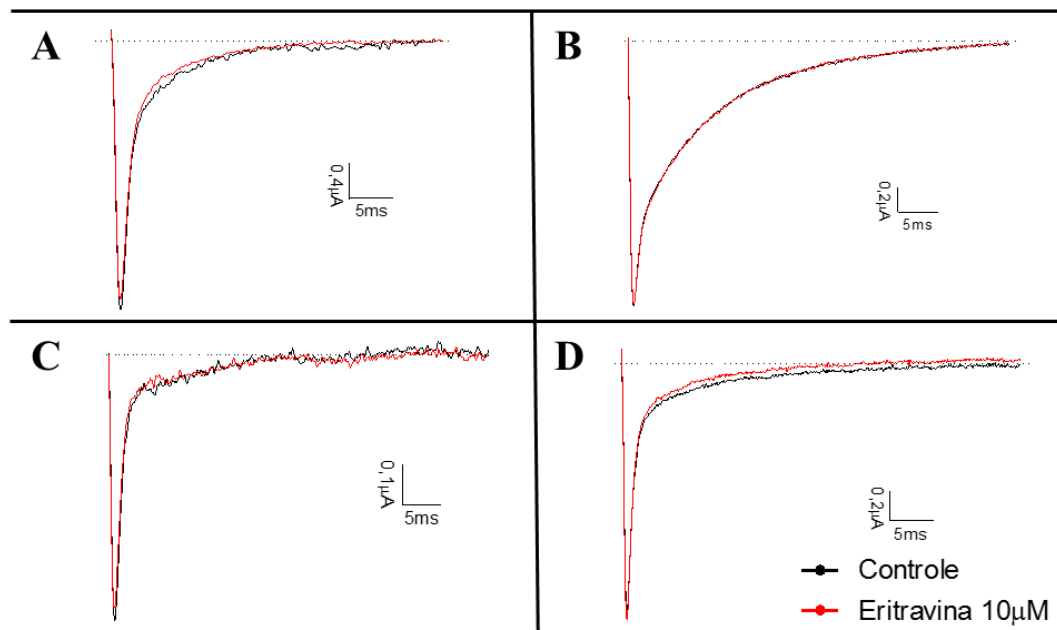 A
0,4µA
5ms
B
0,2µA
5ms
C
0,1µA
5ms
D
0,2µA
5ms
Controle
Eritravina 10µM